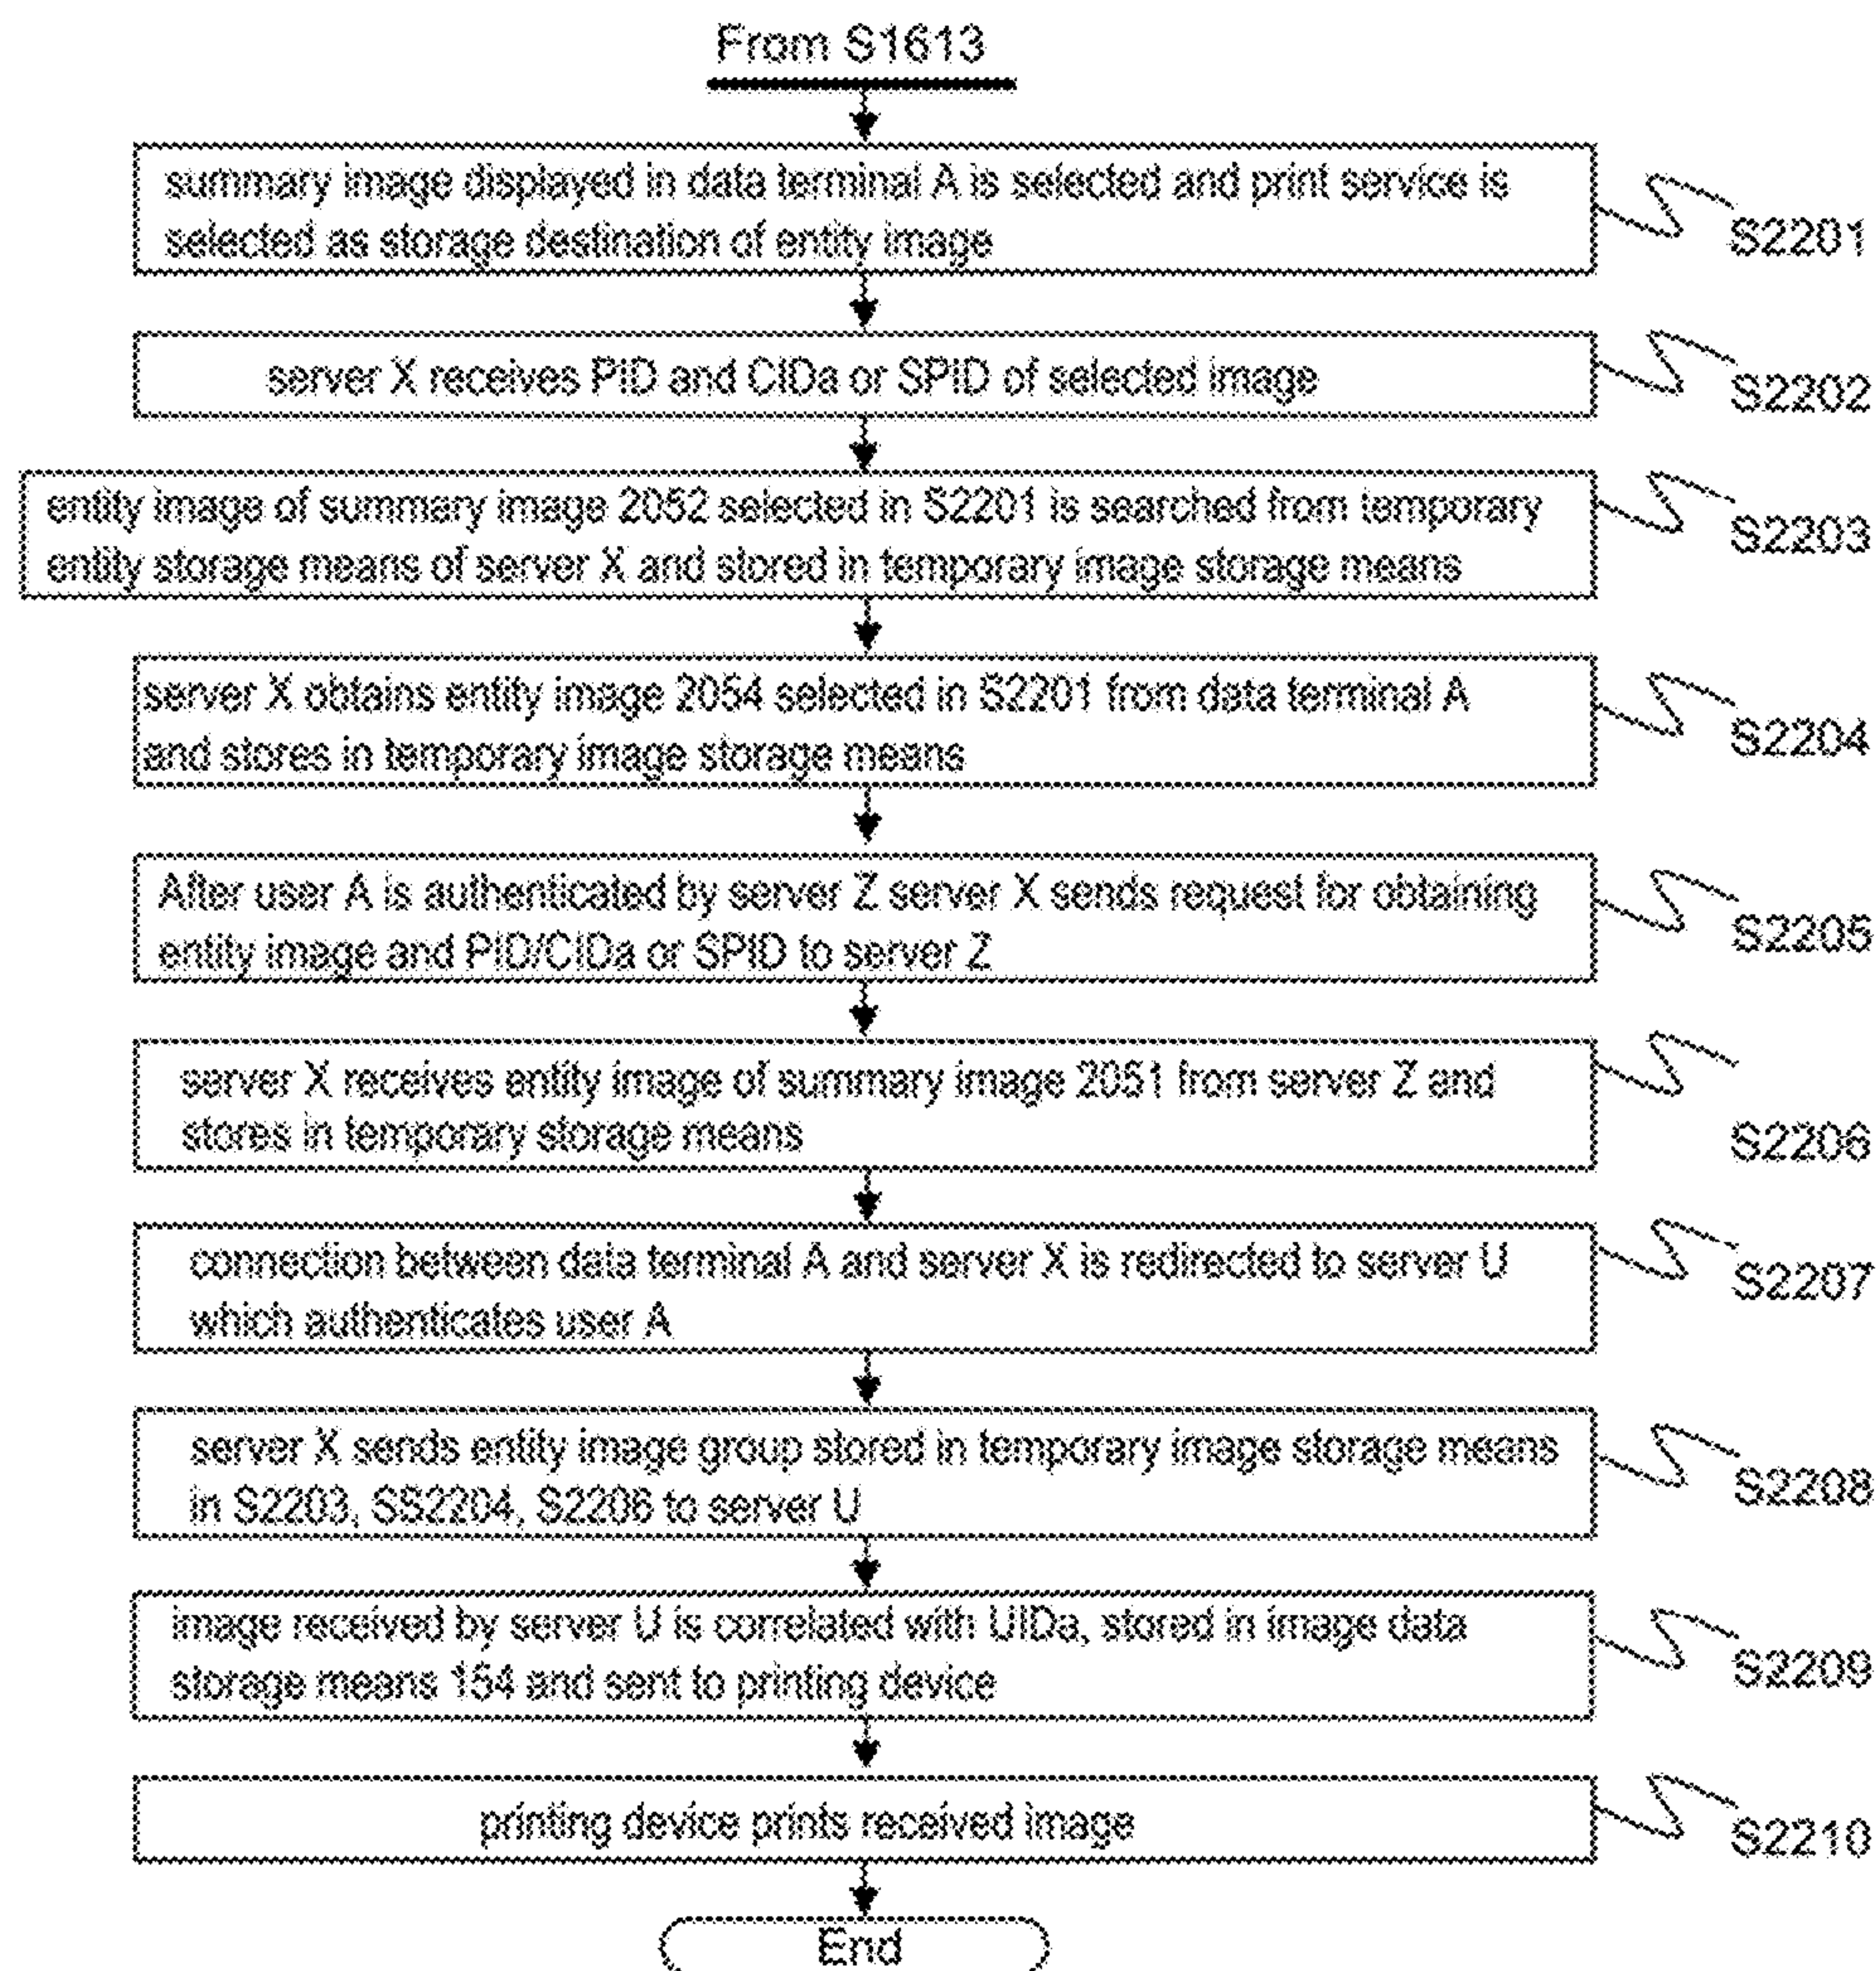 From S1613
summary image displayed in data terminal A is selected and print service is
selected as storage destination of entity image
S2201
server X receives PID and CIDa or SPID of selected image
S2202
entity image of summary image 2052 selected in S2201 is searched from temporary
entity storage means of server X and stored in temporary image storage means
S2203
server X obtains entity image 2054 selected in S2201 from data terminal A
and stores in temporary image storage means
S2204
After user A is authenticated by server Z server X sends request for obtaining
entity image and PID/CIDa or SPID to server Z
S2205
server X receives entity image of summary image 2051 from server Z and
stores in temporary storage means
S2206
connection between data terminal A and server X is redirected to server U
which authenticates user A
S2207
server X sends entity image group stored in temporary image storage means
in S2203, SS2204, S2206 to server U
S2208
image received by server U is correlated with UIDa, stored in image data
storage means 154 and sent to printing device
S2209
printing device prints received image
S2210
End